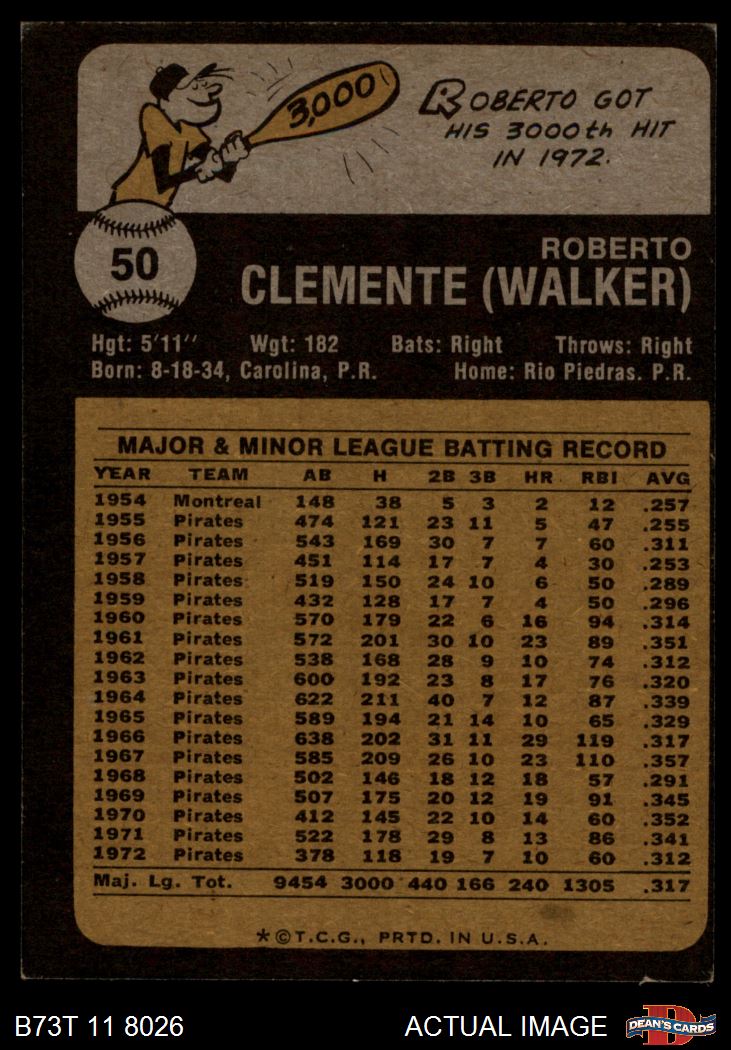 3,000
ROBERTO GOT
HIS 3000th HIT
IN 1972.
50
ROBERTO
CLEMENTE (WALKER)
Hgt: 5'11" Wgt: 182 Bats: Right Throws: Right
Born: 8-18-34, Carolina, P.R. Home: Rio Piedras. P.R.
MAJOR & MINOR LEAGUE BATTING RECORD
YEAR TEAM AB H 2B 3B HR RBI AVG
1954 Montreal 148 38 5 3 2 12 .257
1955 Pirates 474 121 23 11 5 47 .255
1956 Pirates 543 169 30 7 7 60 .311
1957 Pirates 451 114 17 7 4 30 .253
1958 Pirates 519 150 24 10 6 50 .289
1959 Pirates 432 128 17 7 4 50 .296
1960 Pirates 570 179 22 6 16 94 .314
1961 Pirates 572 201 30 10 23 89 .351
1962 Pirates 538 168 28 9 10 74 .312
1963 Pirates 600 192 23 8 17 76 .320
1964 Pirates 622 211 40 7 12 87 .339
1965 Pirates 589 194 21 14 10 65 .329
1966 Pirates 638 202 31 11 29 119 .317
1967 Pirates 585 209 26 10 23 110 .357
1968 Pirates 502 146 18 12 18 57 .291
1969 Pirates 507 175 20 12 19 91 .345
1970 Pirates 412 145 22 10 14 60 .352
1971 Pirates 522 178 29 8 13 86 .341
1972 Pirates 378 118 19 7 10 60 .312
Maj. Lg. Tot. 9454 3000 440 166 240 1305 .317
*©T.C.G., PRTD. IN U.S.A.
B73T 11 8026 ACTUAL IMAGE DEAN'S CARDS